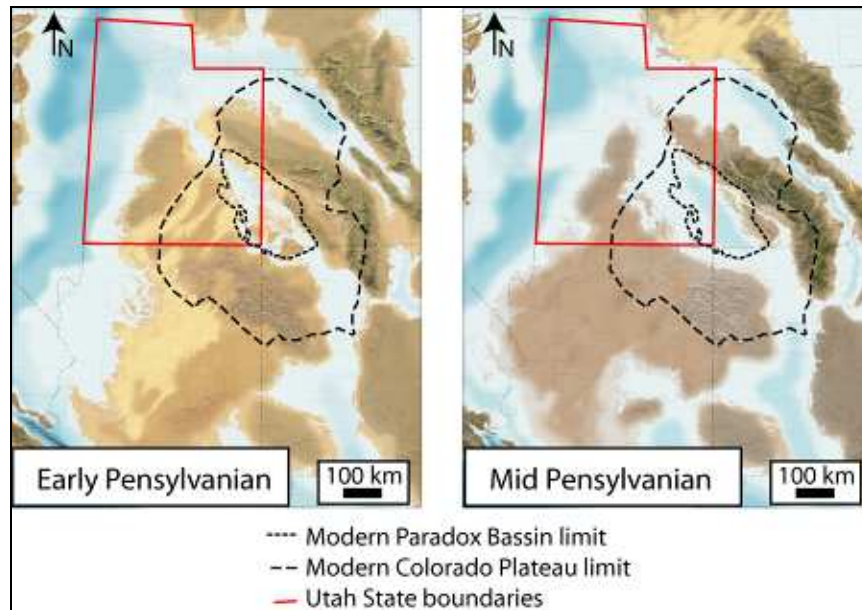 N
N
Early Pensylvanian
100 km
Mid Pensylvanian
100 km
Modern Paradox Bassin limit
Modern Colorado Plateau limit
Utah State boundaries